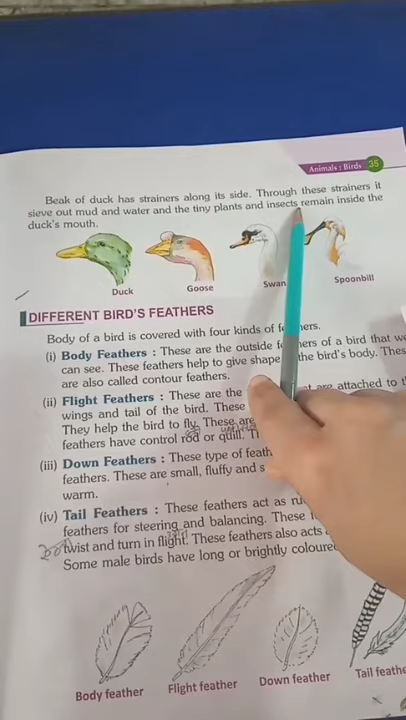 Animals : Birds 35
Beak of duck has strainers along its side. Through these strainers it
sieve out mud and water and the tiny plants and insects remain inside the
duck's mouth.
Duck
Goose
Swan
Spoonbill
DIFFERENT BIRD'S FEATHERS
Body of a bird is covered with four kinds of
(i) Body Feathers : These are the outside of a bird that
can see. These feathers help to give shape the bird's body.
are also called contour feathers.
(ii) Flight Feathers : These are the are attached to
wings and tail of the bird. These
They help the bird to fly. These are
feathers have control rod or quill.
(iii) Down Feathers : These type of
feathers. These are small, fluffy and
warm.
(iv) Tail Feathers : These feathers act as
feathers for steering and balancing. These
twist and turn in flight. These feathers also acts
Some male birds have long or brightly
Body feather
Flight feather
Down feather
Tail